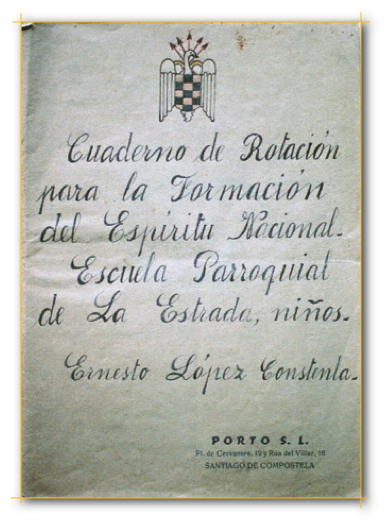 Cuaderno de Rotación
para la Formación
del Espíritu Nacional.
Escuela Parroquial
de La Estrada, niños.
Ernesto López Constenla.
PORTO S. L.
Pl. de Cervantes, 12 y Rúa del Villar, 16
SANTIAGO DE COMPOSTELA